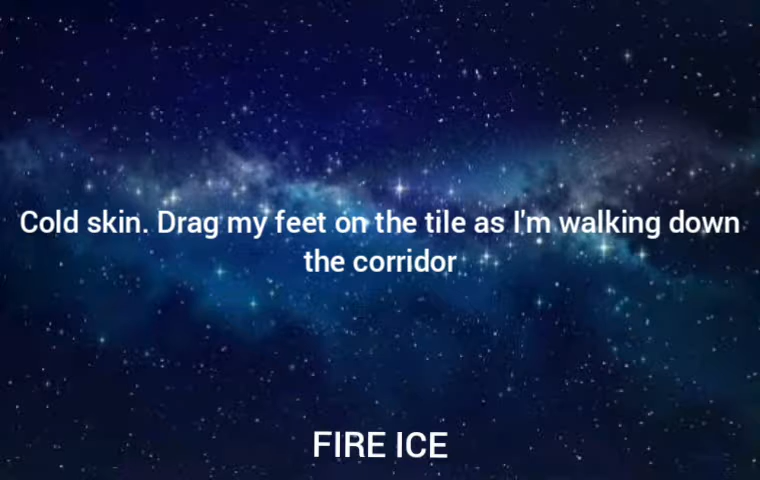 Cold skin. Drag my feet on the tile as I'm walking down
the corridor
FIRE ICE